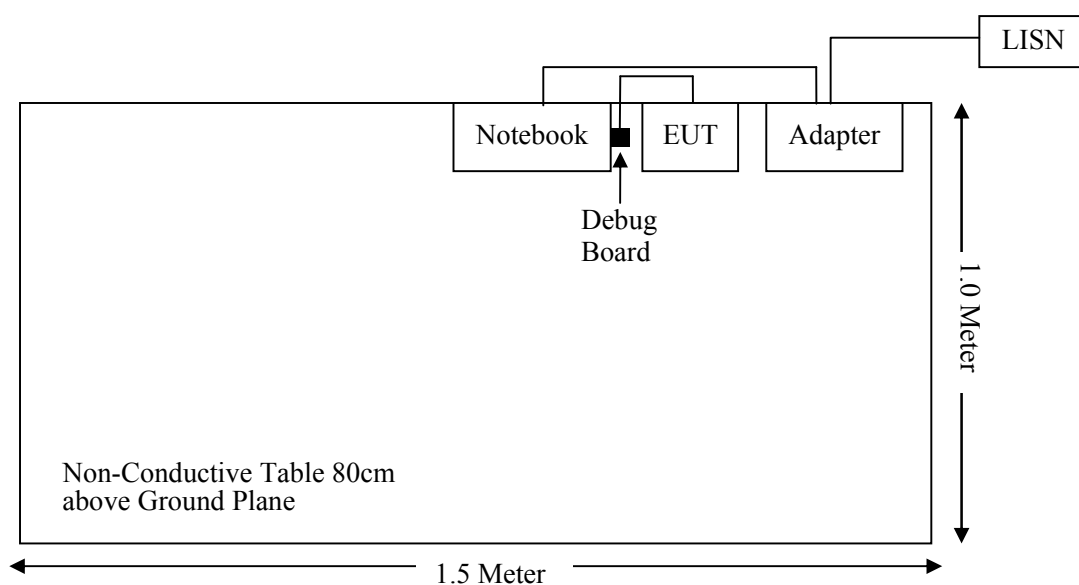 LISN
Notebook
EUT
Adapter
Debug
Board
1.0 Meter
Non-Conductive Table 80cm
above Ground Plane
1.5 Meter